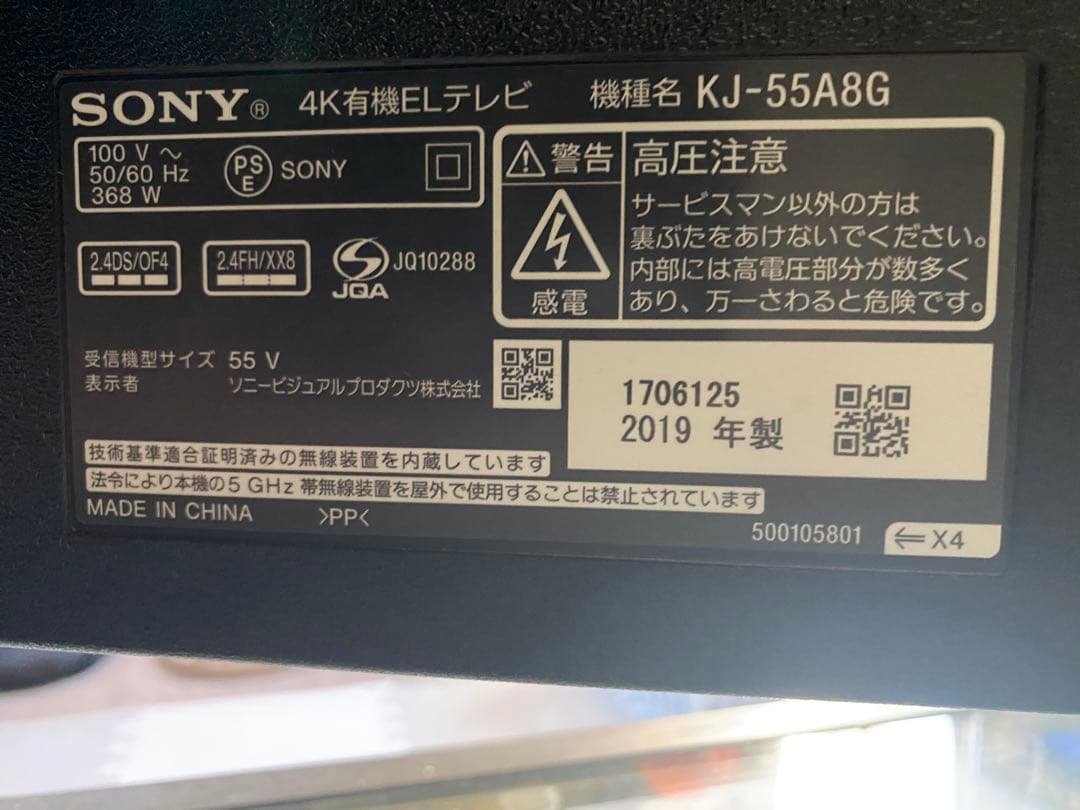 SONY® 4K有機ELテレビ 機種名 KJ-55A8G
100 V ～
50/60 Hz
368 W
PS
E
SONY
⚠警告
感電
高圧注意
サービスマン以外の方は
裏ぶたをあけないでください。
内部には高電圧部分が数多く
あり、万一さわると危険です。
2.4DS/OF4
2.4FH/XX8
JQA
JQ10288
受信機型サイズ 55 V
表示者 ソニービジュアルプロダクツ株式会社
1706125
2019 年製
技術基準適合証明済みの無線装置を内蔵しています
法令により本機の5 GHz 帯無線装置を屋外で使用することは禁止されています
MADE IN CHINA >PP<
500105801 ⇐X4